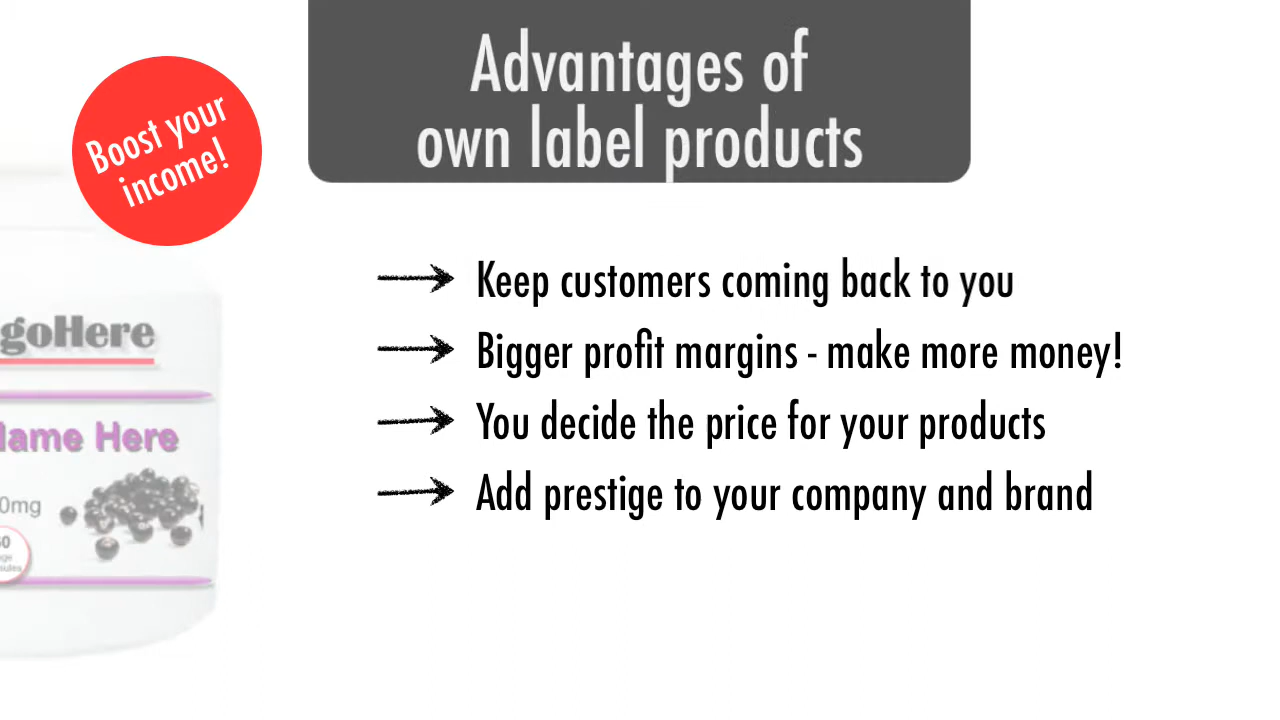 Advantages of
own label products
Boost your
income!
Keep customers coming back to you
Bigger profit margins - make more money!
You decide the price for your products
Add prestige to your company and brand
goHere
Here
0mg